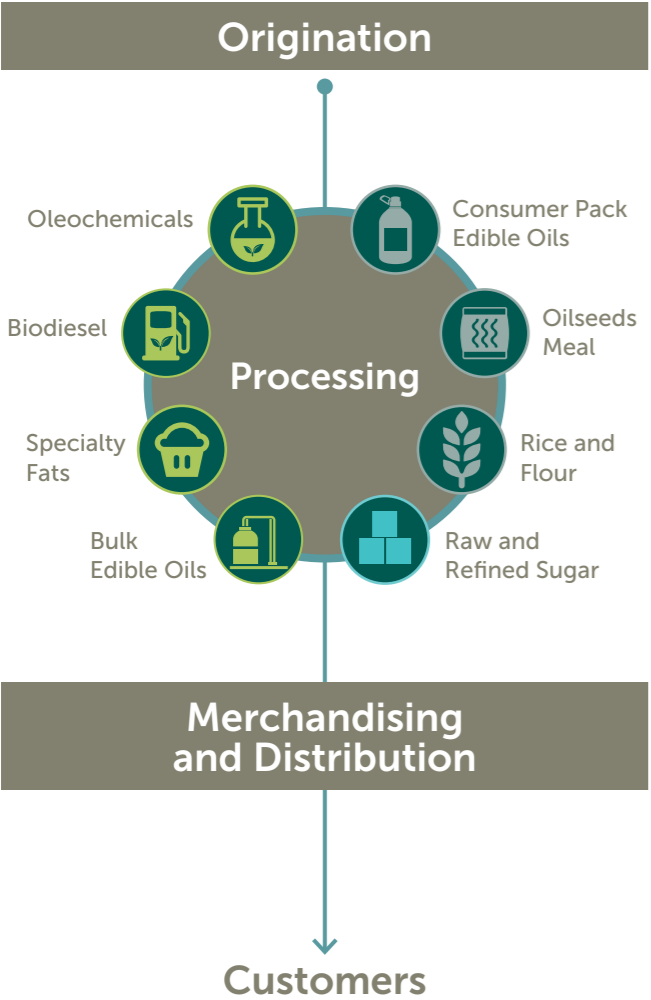 Origination
Oleochemicals
Consumer Pack
Edible Oils
Biodiesel
Oilseeds
Meal
Processing
Specialty
Fats
Rice and
Flour
Bulk
Edible Oils
Raw and
Refined Sugar
Merchandising
and Distribution
Customers